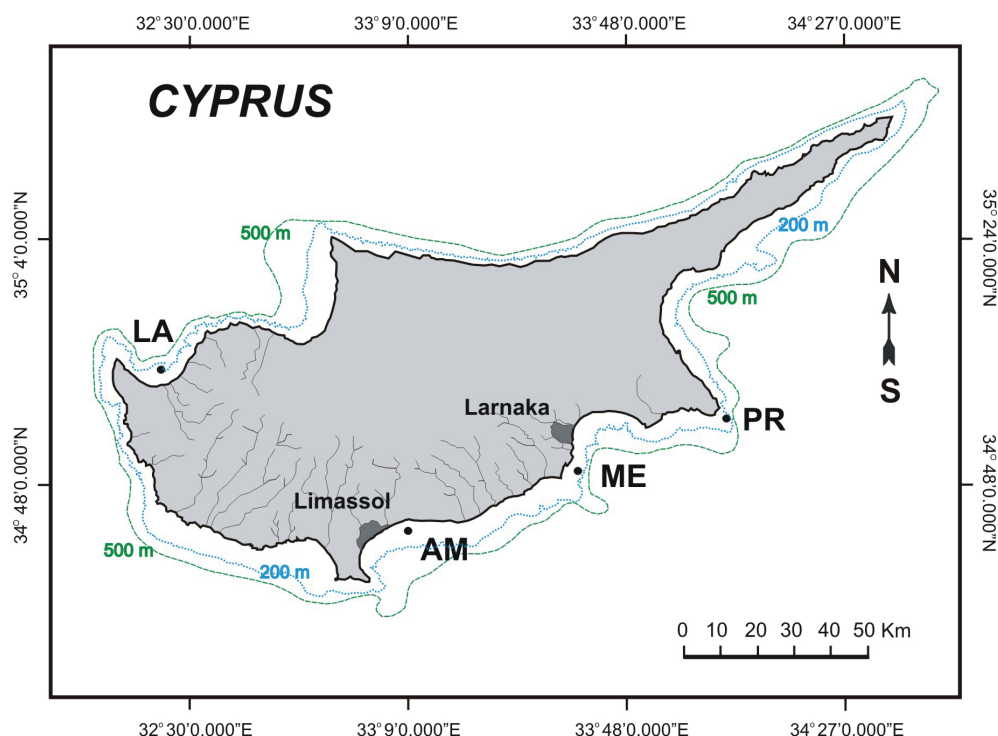 32°30'0.000"E
33°9'0.000"E
33°48'0.000"E
34°27'0.000"E
CYPRUS
35°4'0.000"N
35°24'0.000"N
500 m
200 m
500 m
N
S
LA
Larnaka
PR
ME
34°48'0.000"N
34°48'0.000"N
Limassol
AM
500 m
200 m
0 10 20 30 40 50 Km
32°30'0.000"E
33°9'0.000"E
33°48'0.000"E
34°27'0.000"E